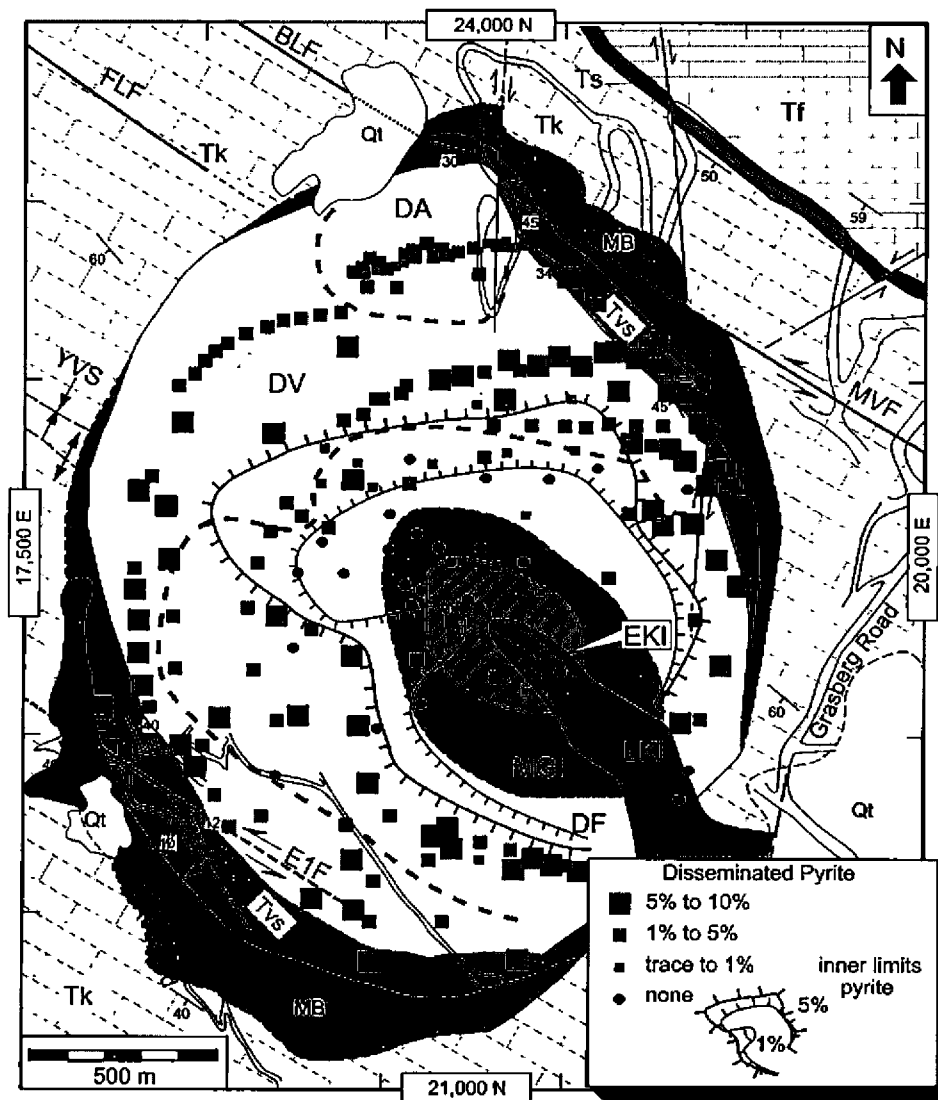 24,000 N
BLF
N
FLF
Ts
Tf
Qt
Tk
Tk
30
50
DA
59
45
MB
60
34
Tvs
DV
YVS
MVF
45
17,500 E
20,000 E
EKI
Grasberg Road
60
40
MGI
LKI
DF
Qt
Qt
12
E1F
Tvs
Tk
40
MB
Disseminated Pyrite
5% to 10%
1% to 5%
trace to 1%
none
inner limits
pyrite
5%
1%
500 m
21,000 N